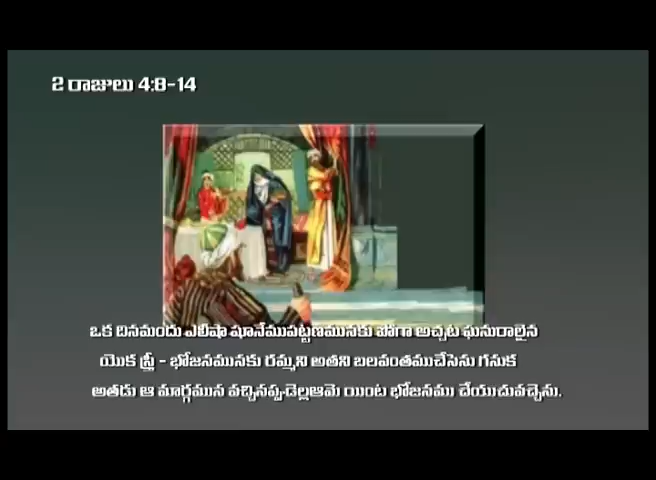 2 రాజులు 4:8-14
ఒక దినమందు ఎలీషా షూనేముపట్టణమునకు పోగా అచ్చట ఘనురాలైన
యొక స్త్రీ - భోజనమునకు రమ్మని అతని బలవంతముచేసెను గనుక
అతడు ఆ మార్గమున వచ్చినప్పడెల్లఆమె యింట భోజనము చేయుచువచ్చెను.